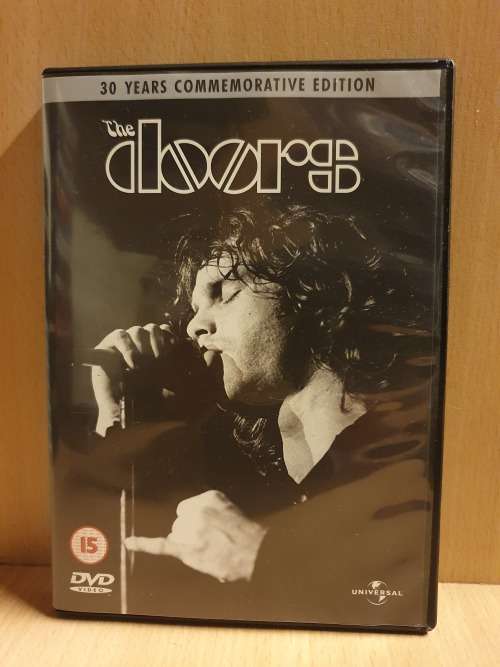 30 YEARS COMMEMORATIVE EDITION
The
doors
15
DVD
VIDEO
UNIVERSAL